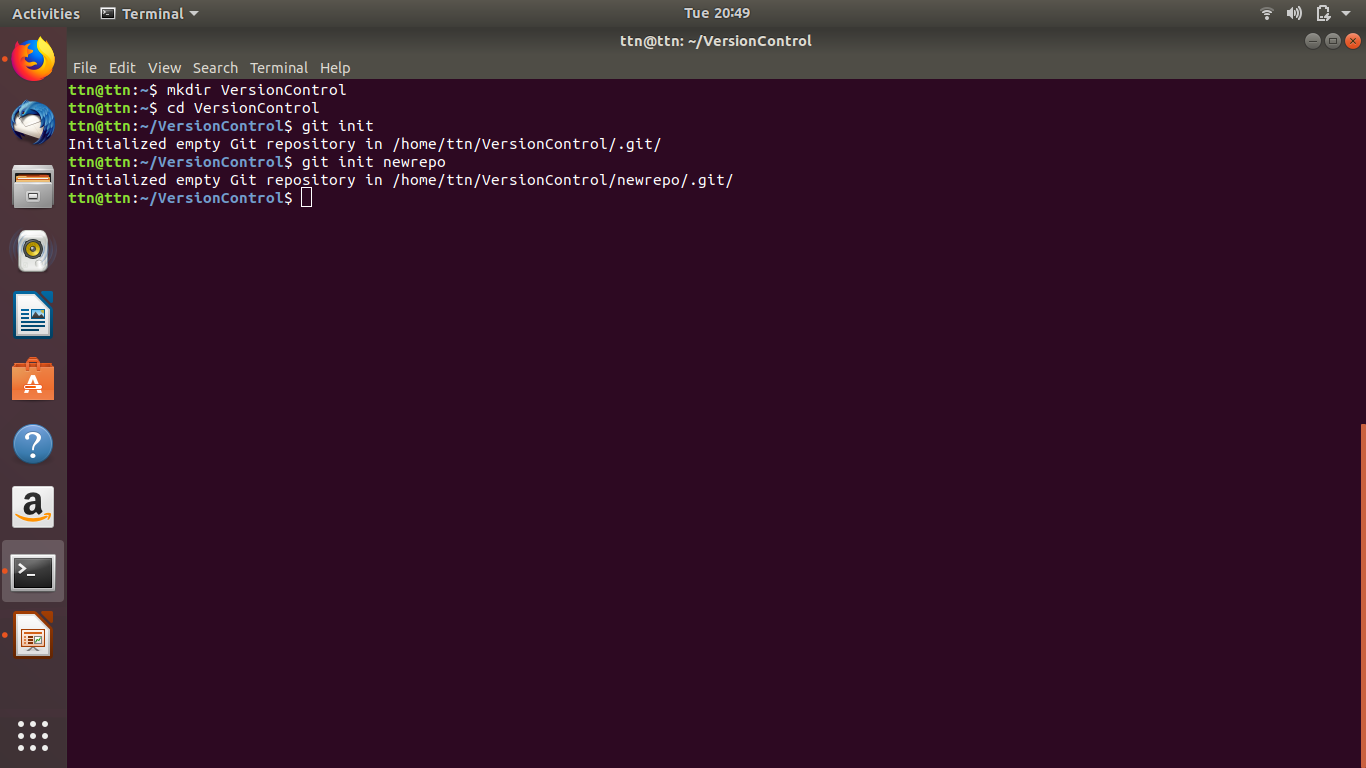 Activities Terminal Tue 20:49
ttn@ttn: ~/VersionControl
File Edit View Search Terminal Help
ttn@ttn:~$ mkdir VersionControl
ttn@ttn:~$ cd VersionControl
ttn@ttn:~/VersionControl$ git init
Initialized empty Git repository in /home/ttn/VersionControl/.git/
ttn@ttn:~/VersionControl$ git init newrepo
Initialized empty Git repository in /home/ttn/VersionControl/newrepo/.git/
ttn@ttn:~/VersionControl$